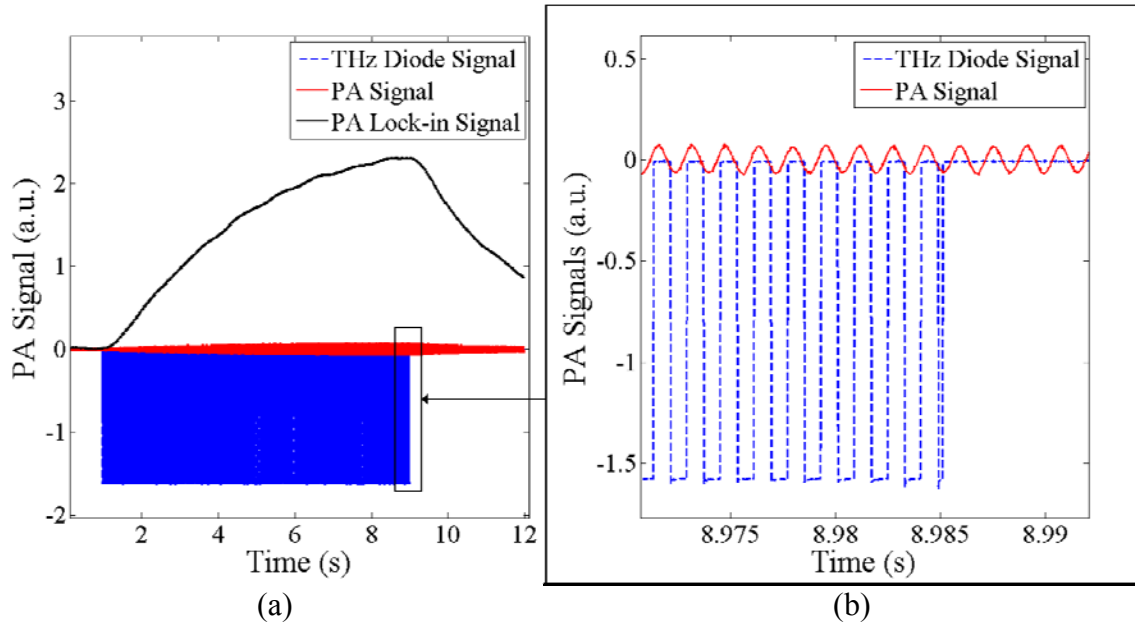 THz Diode Signal
PA Signal
PA Lock-in Signal
3
2
1
0
-1
-2
PA Signal (a.u.)
2 4 6 8 10 12
Time (s)
(a)
THz Diode Signal
PA Signal
0.5
0
-0.5
-1
-1.5
PA Signals (a.u.)
8.975 8.98 8.985 8.99
Time (s)
(b)